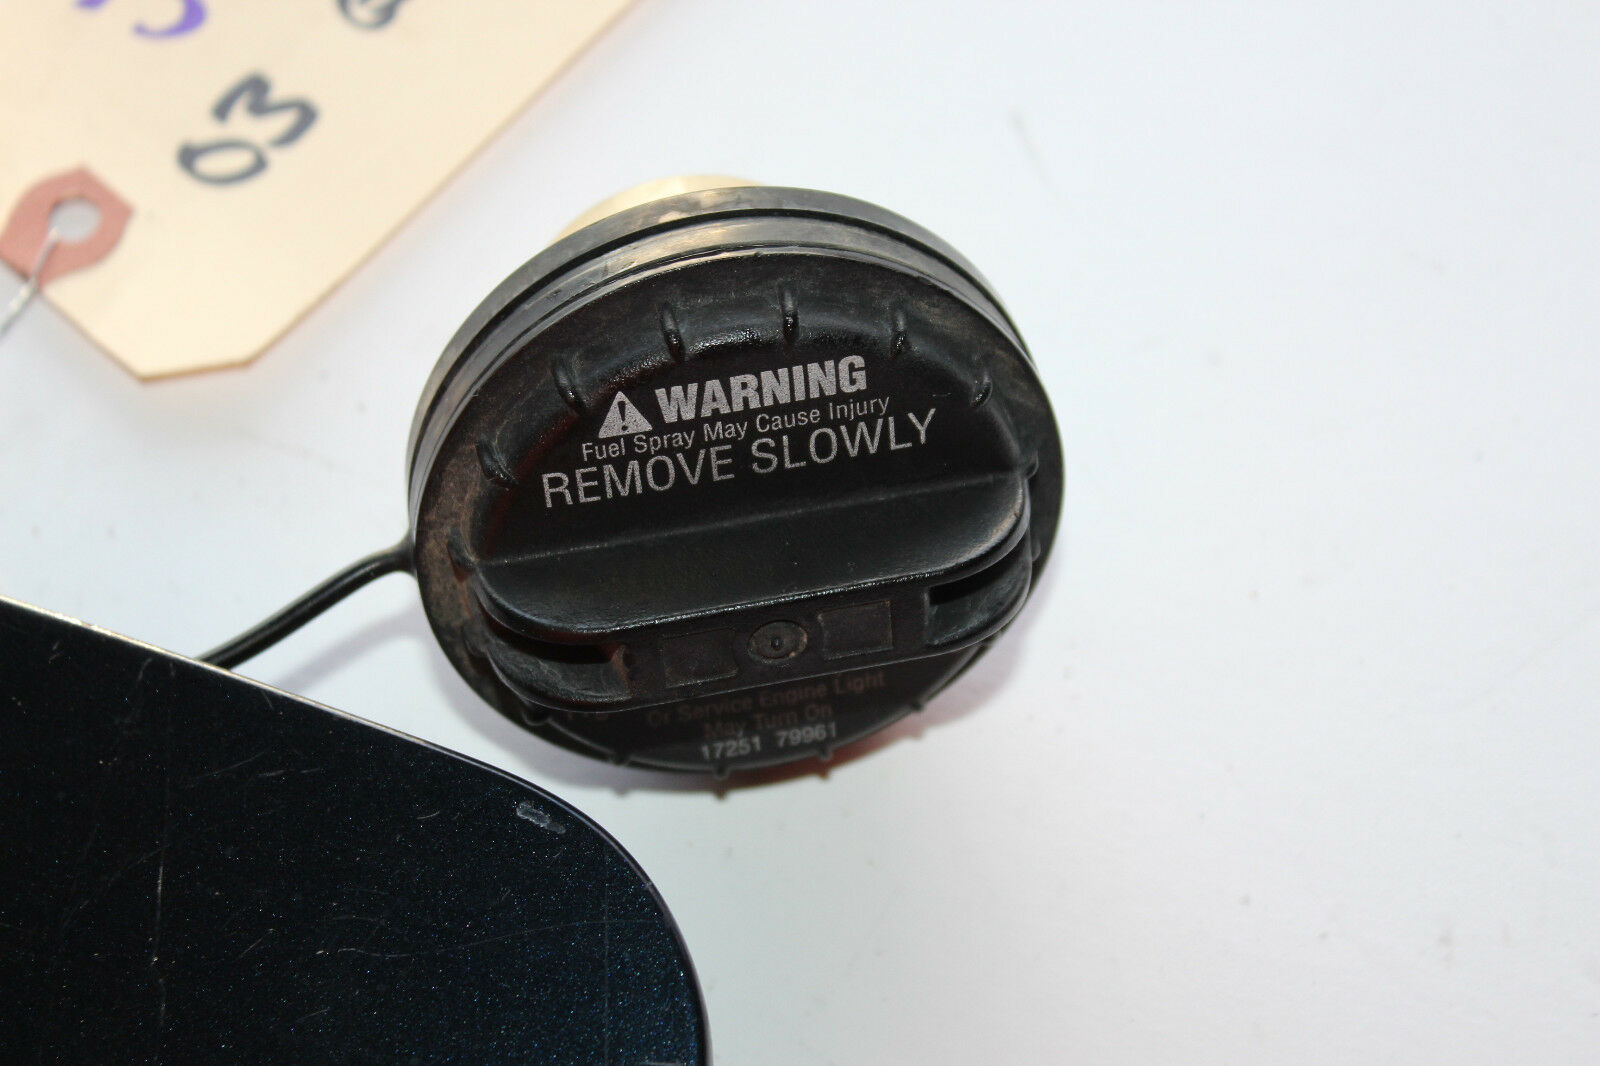 03
WARNING
Fuel Spray May Cause Injury
REMOVE SLOWLY
Or Service Engine Light
May Turn On
17251 79961